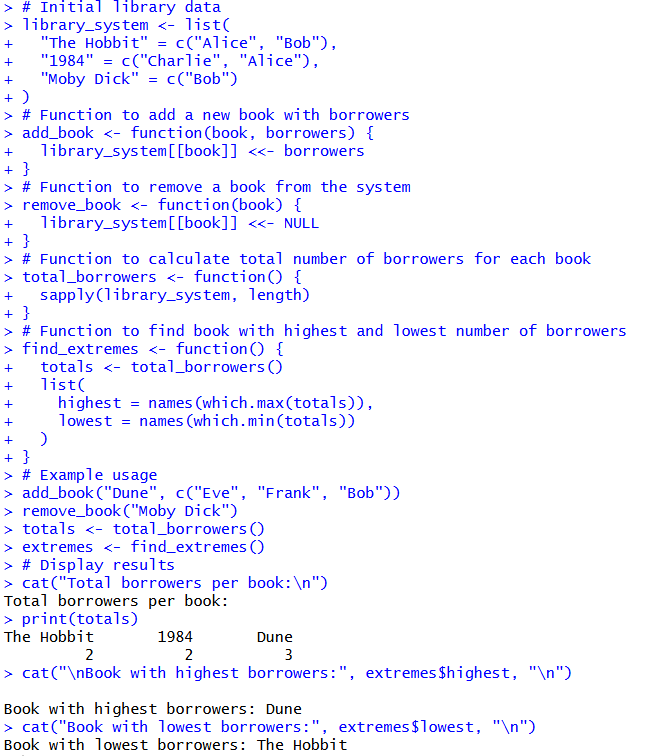 > # Initial library data
> library_system <- list(
+   "The Hobbit" = c("Alice", "Bob"),
+   "1984" = c("Charlie", "Alice"),
+   "Moby Dick" = c("Bob")
+ )
> # Function to add a new book with borrowers
> add_book <- function(book, borrowers) {
+   library_system[[book]] <<- borrowers
+ }
> # Function to remove a book from the system
> remove_book <- function(book) {
+   library_system[[book]] <<- NULL
+ }
> # Function to calculate total number of borrowers for each book
> total_borrowers <- function() {
+   sapply(library_system, length)
+ }
> # Function to find book with highest and lowest number of borrowers
> find_extremes <- function() {
+   totals <- total_borrowers()
+   list(
+     highest = names(which.max(totals)),
+     lowest = names(which.min(totals))
+   )
+ }
> # Example usage
> add_book("Dune", c("Eve", "Frank", "Bob"))
> remove_book("Moby Dick")
> totals <- total_borrowers()
> extremes <- find_extremes()
> # Display results
> cat("Total borrowers per book:\n")
Total borrowers per book:
> print(totals)
The Hobbit       1984       Dune
         2          2          3
> cat("\nBook with highest borrowers:", extremes$highest, "\n")

Book with highest borrowers: Dune
> cat("Book with lowest borrowers:", extremes$lowest, "\n")
Book with lowest borrowers: The Hobbit